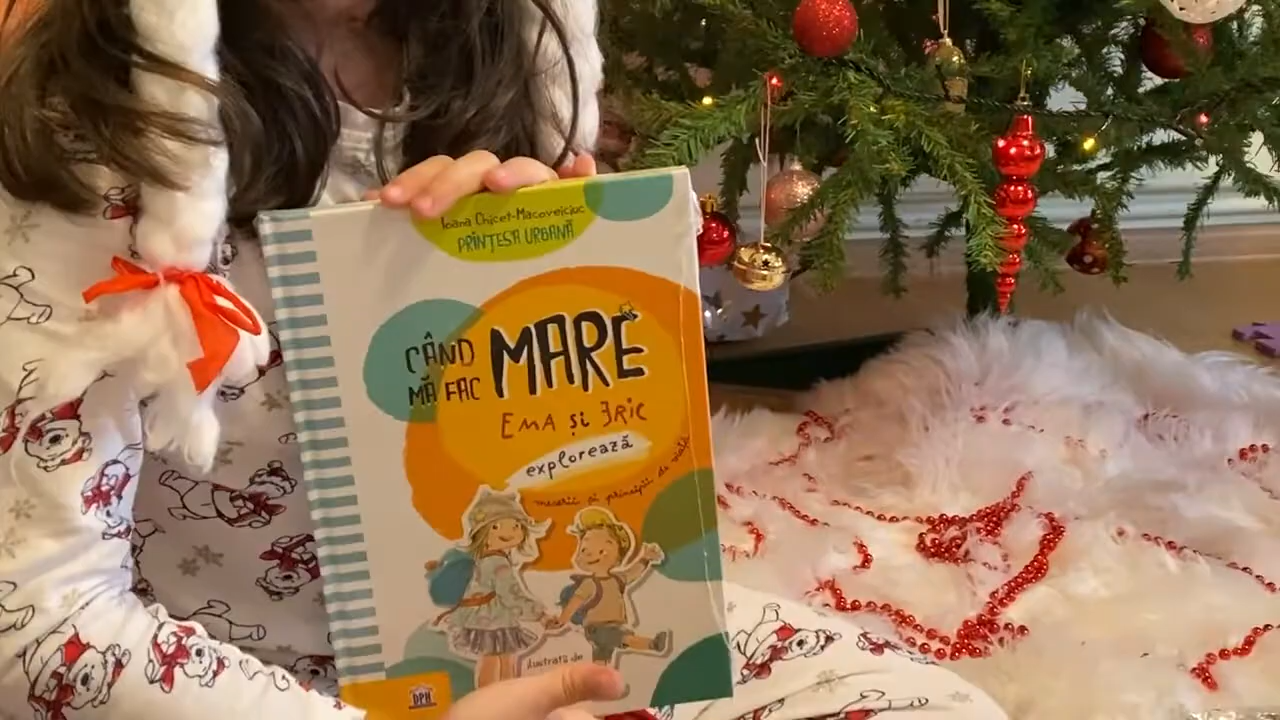 Ioana Chicet-Macoveiciuc
PRINȚESA URBANĂ
CÂND
MĂ FAC
MARE
EMA și ERIC
explorează
meserii și principii de viață
ilustrată de
DPH